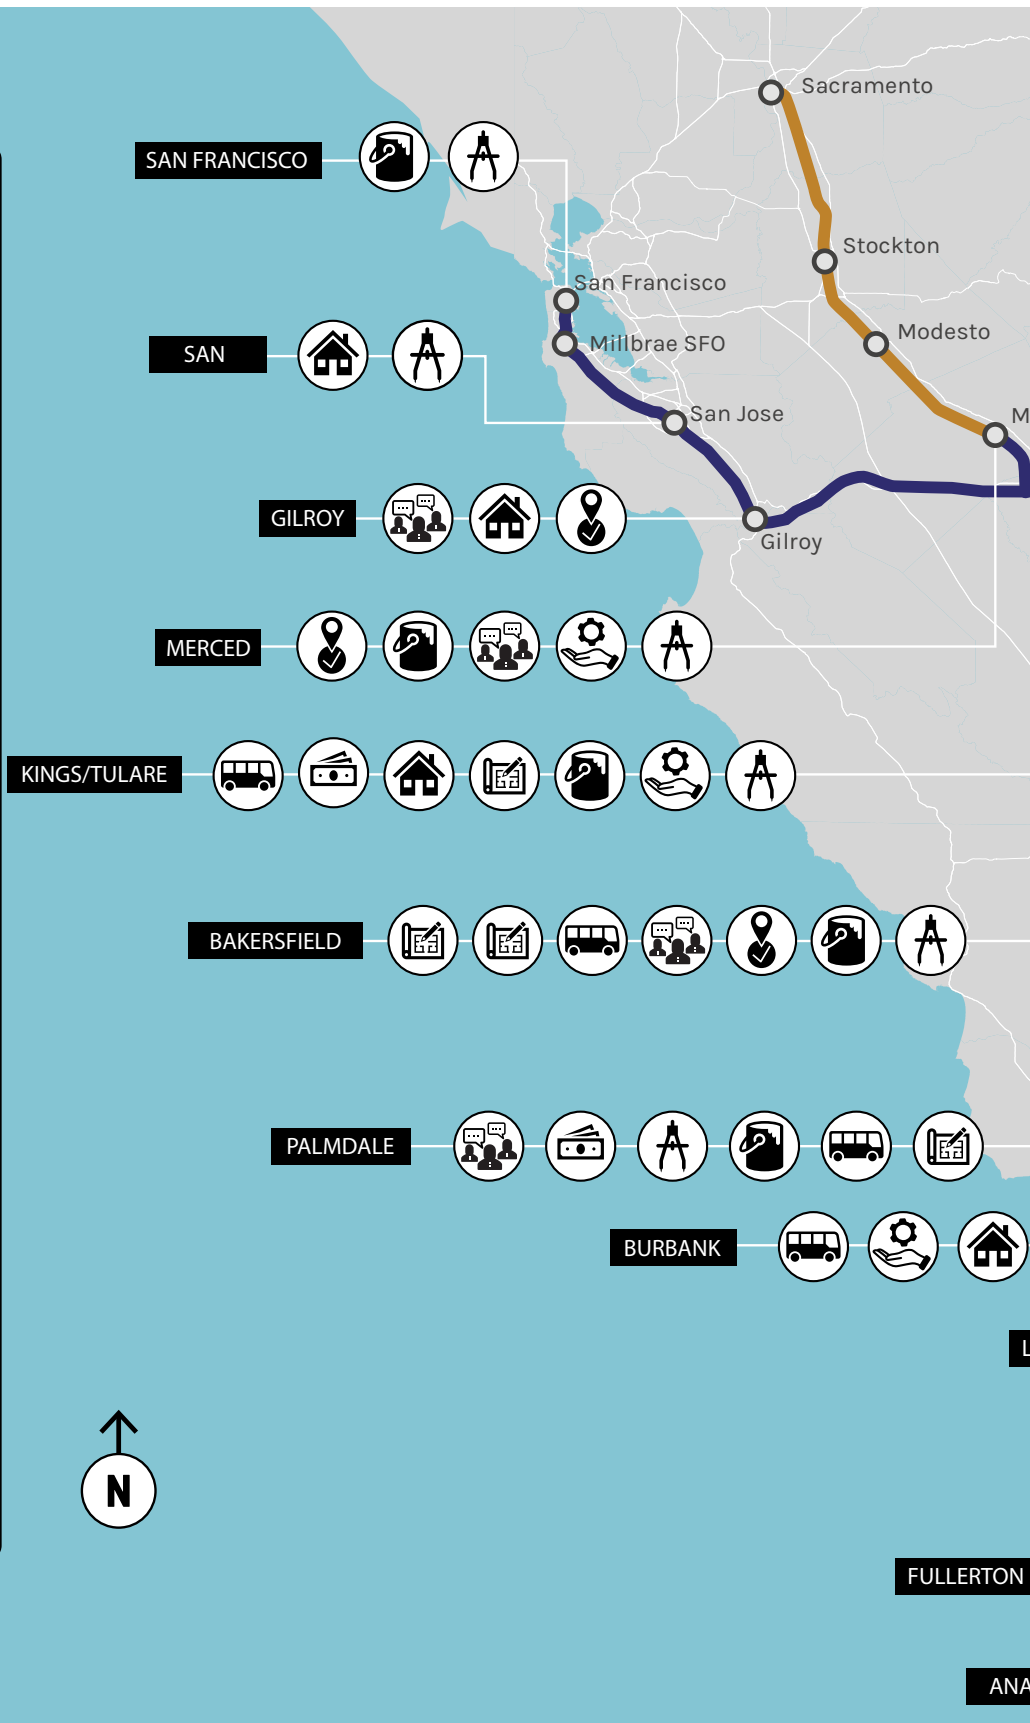 Sacramento
SAN FRANCISCO
Stockton
San Francisco
Modesto
Millbrae SFO
SAN
San Jose
M
GILROY
Gilroy
MERCED
KINGS/TULARE
BAKERSFIELD
PALMDALE
BURBANK
L
N
FULLERTON
ANA